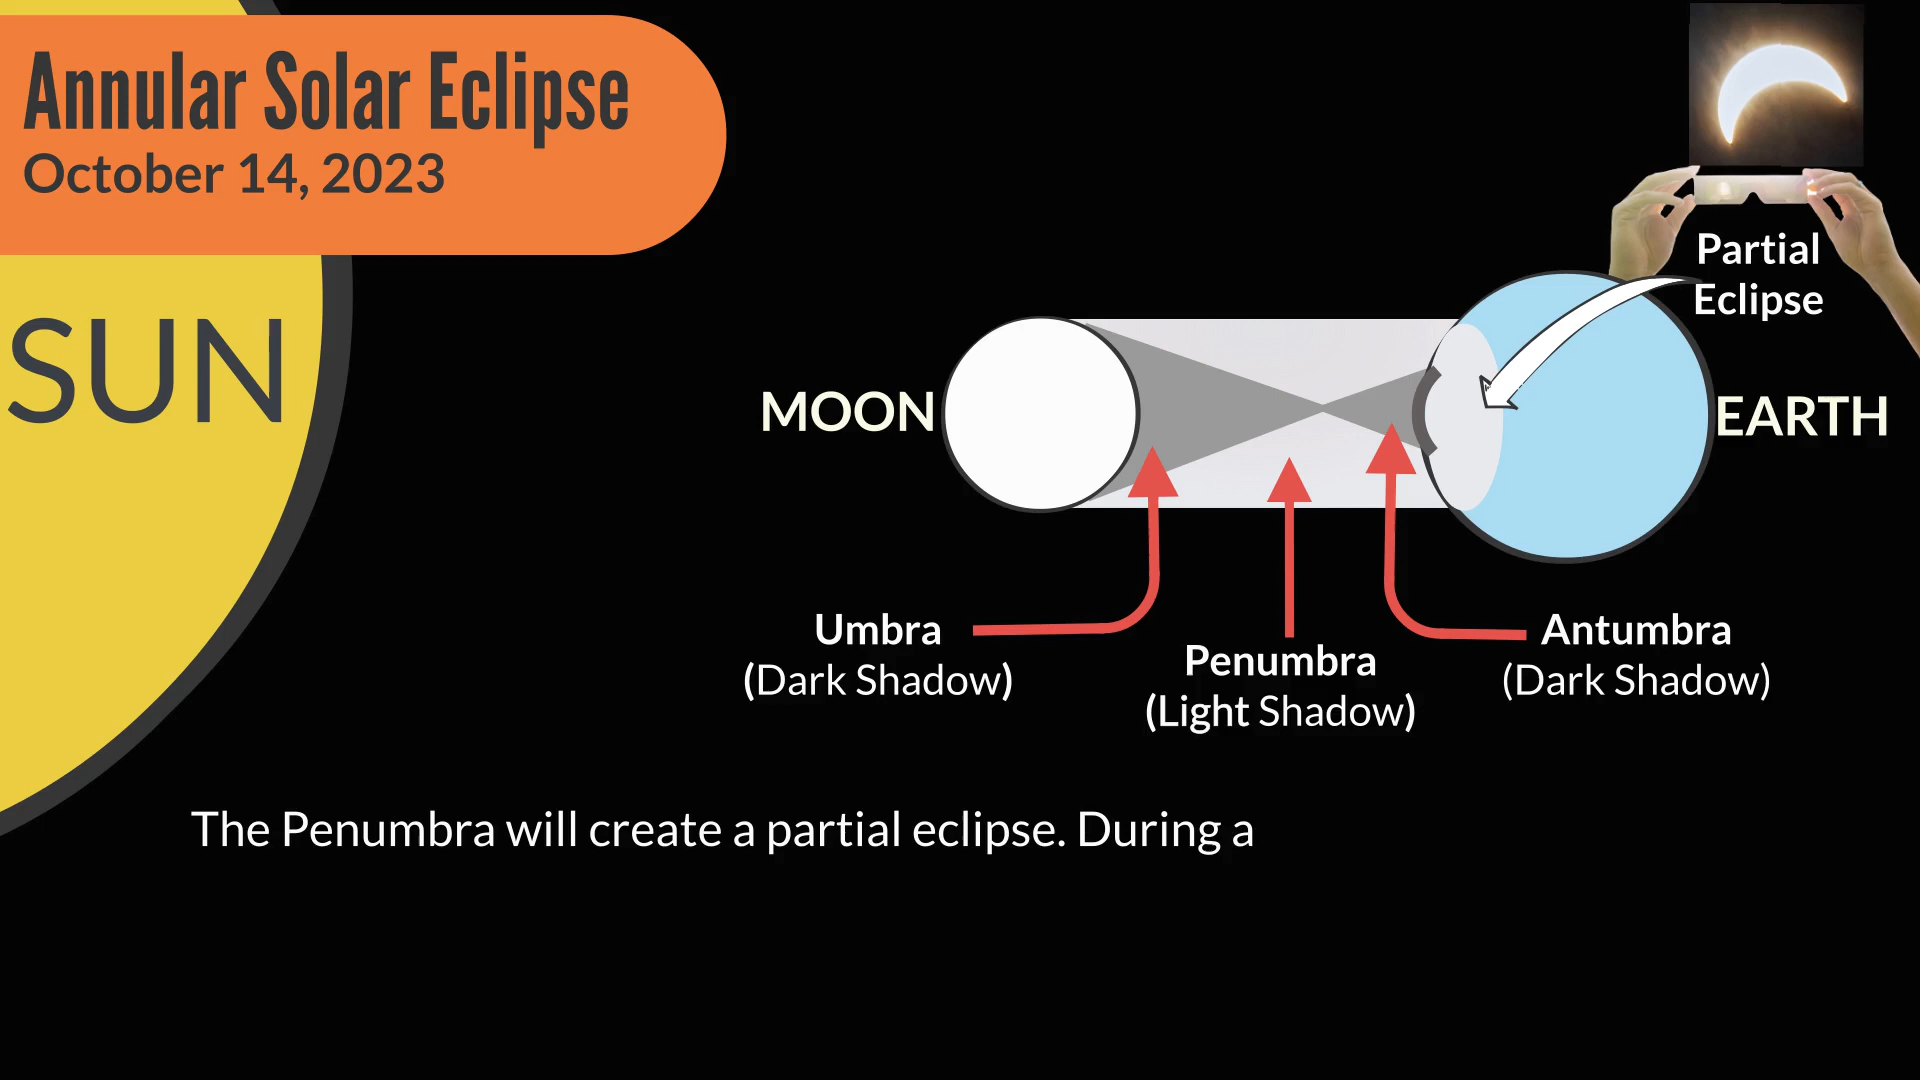 Annular Solar Eclipse
October 14, 2023
SUN
Partial
Eclipse
MOON
EARTH
Umbra
(Dark Shadow)
Penumbra
(Light Shadow)
Antumbra
(Dark Shadow)
The Penumbra will create a partial eclipse. During a